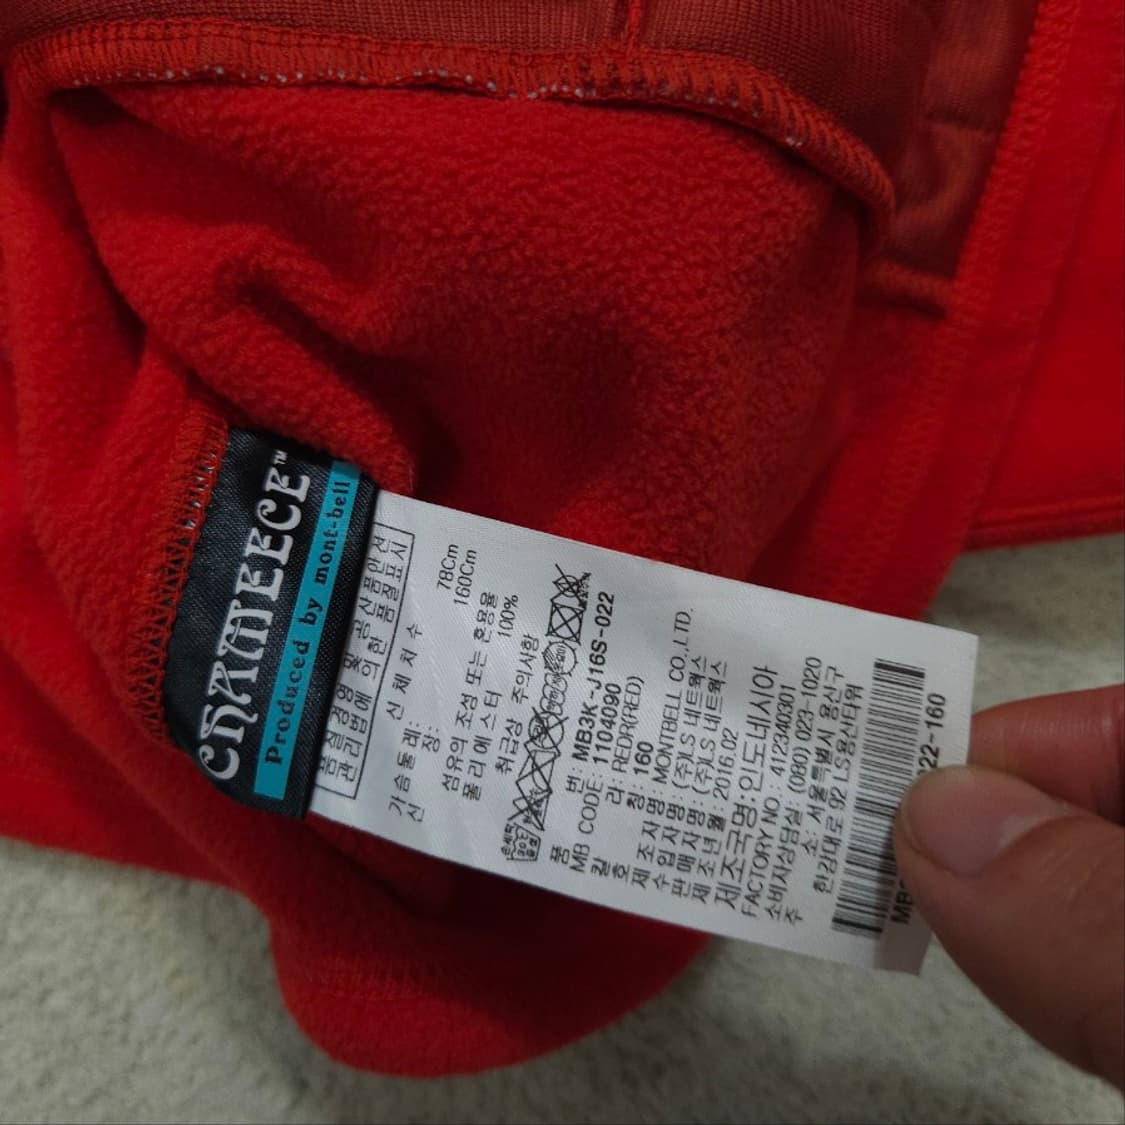 CHAMEECE™
Produced by mont-bell
품질경영 및 공산품안전
관리법에 의한 품질표시
신체치수
가슴둘레: 78Cm
신 장: 160Cm
섬유의 조성 또는 혼용율
폴리에스터 100%
취급상 주의사항
품 번: MB3K-J16S-022
MB CODE: 1104090
칼 라: REDR(RED)
호 칭: 160
제 조 자 명: MONTBELL CO.,LTD.
수 입 자 명: (주)LS 네트웍스
판 매 자 명: (주)LS 네트웍스
제 조 년 월: 2016.02
제조국명: 인도네시아
FACTORY NO.: 412340301
소비자상담실 (080) 023-1020
주 소: 서울특별시 용산구
한강대로 92 LS용산타워
22-160